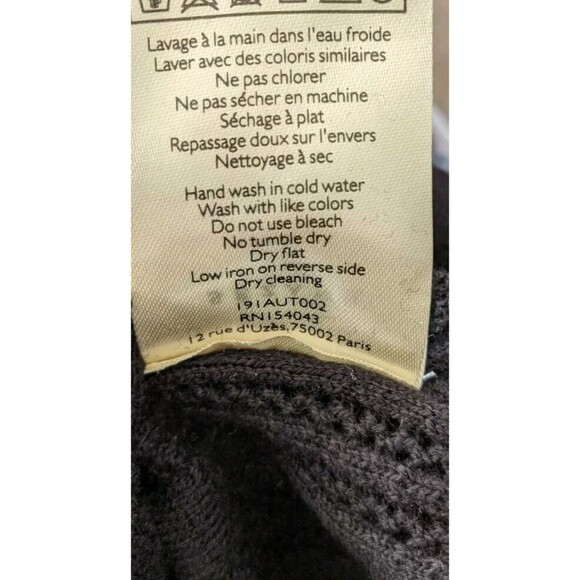 Lavage à la main dans l'eau froide
Laver avec des coloris similaires
Ne pas chlorer
Ne pas sécher en machine
Séchage à plat
Repassage doux sur l'envers
Nettoyage à sec
Hand wash in cold water
Wash with like colors
Do not use bleach
No tumble dry
Dry flat
Low iron on reverse side
Dry cleaning
191AUT002
RN154043
12 rue d'Uzès,75002 Paris